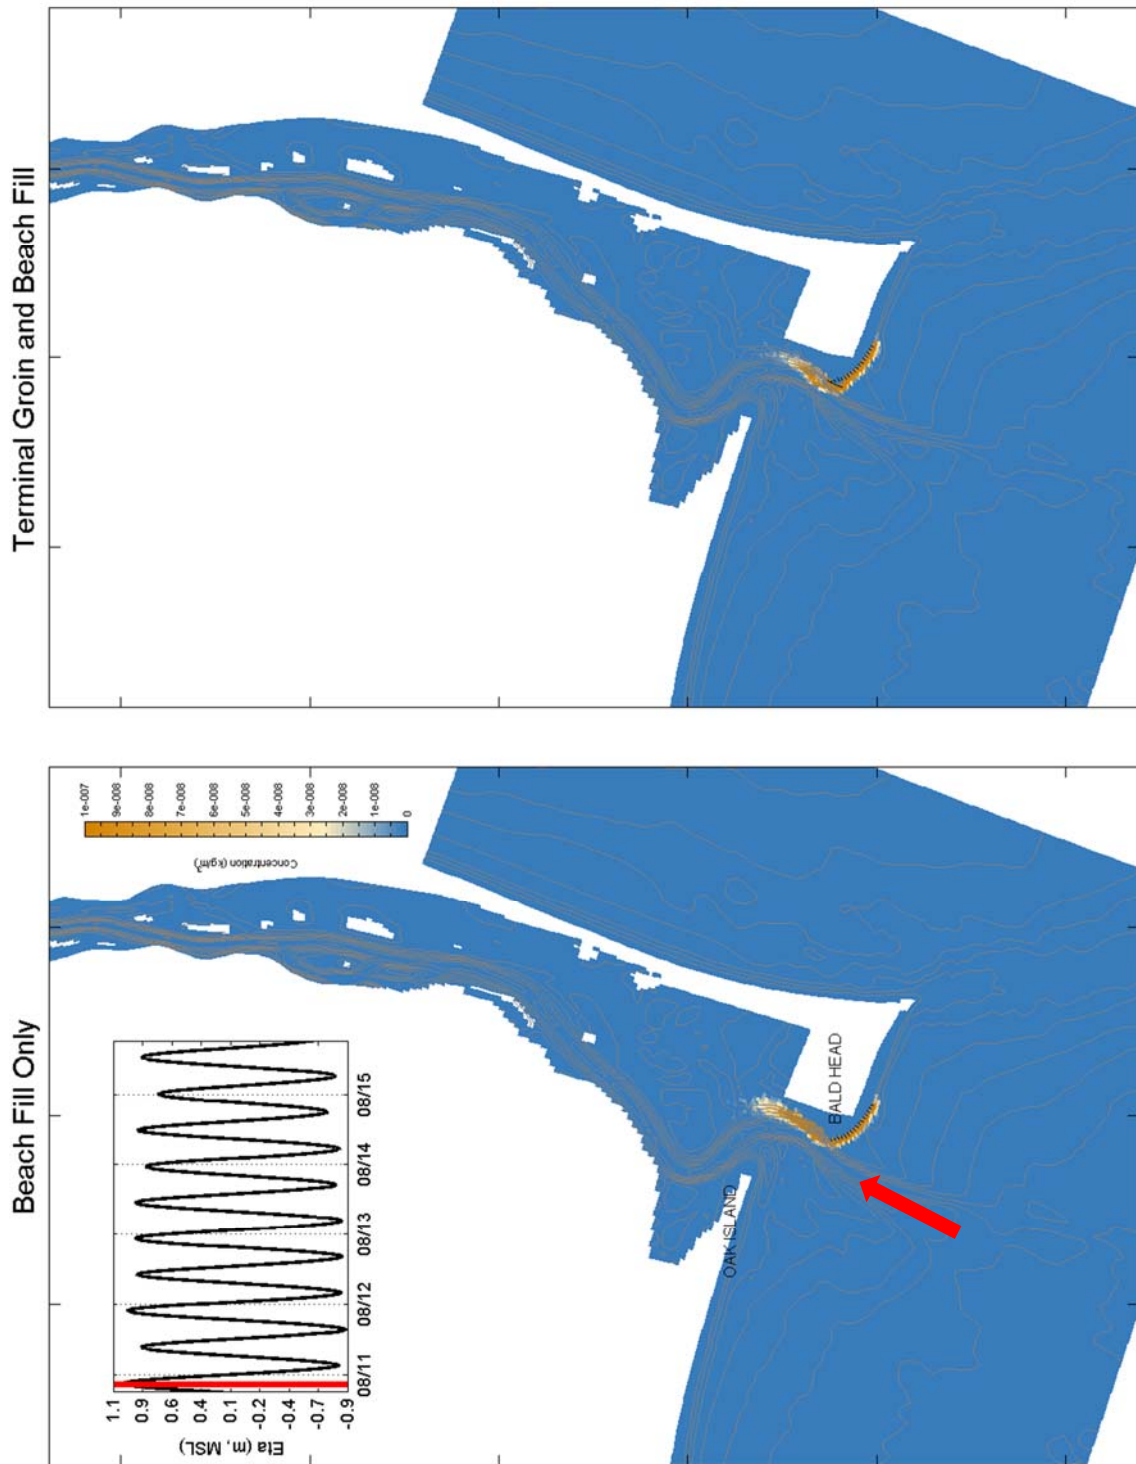 Beach Fill Only
Terminal Groin and Beach Fill
1.1
0.9
0.6
0.4
0.1
-0.2
-0.4
-0.7
-0.9
Eta (m, MSL)
08/11
08/12
08/13
08/14
08/15
1e-007
9e-008
8e-008
7e-008
6e-008
5e-008
4e-008
3e-008
2e-008
1e-008
0
Concentration (kg/m³)
OAK ISLAND
BALD HEAD